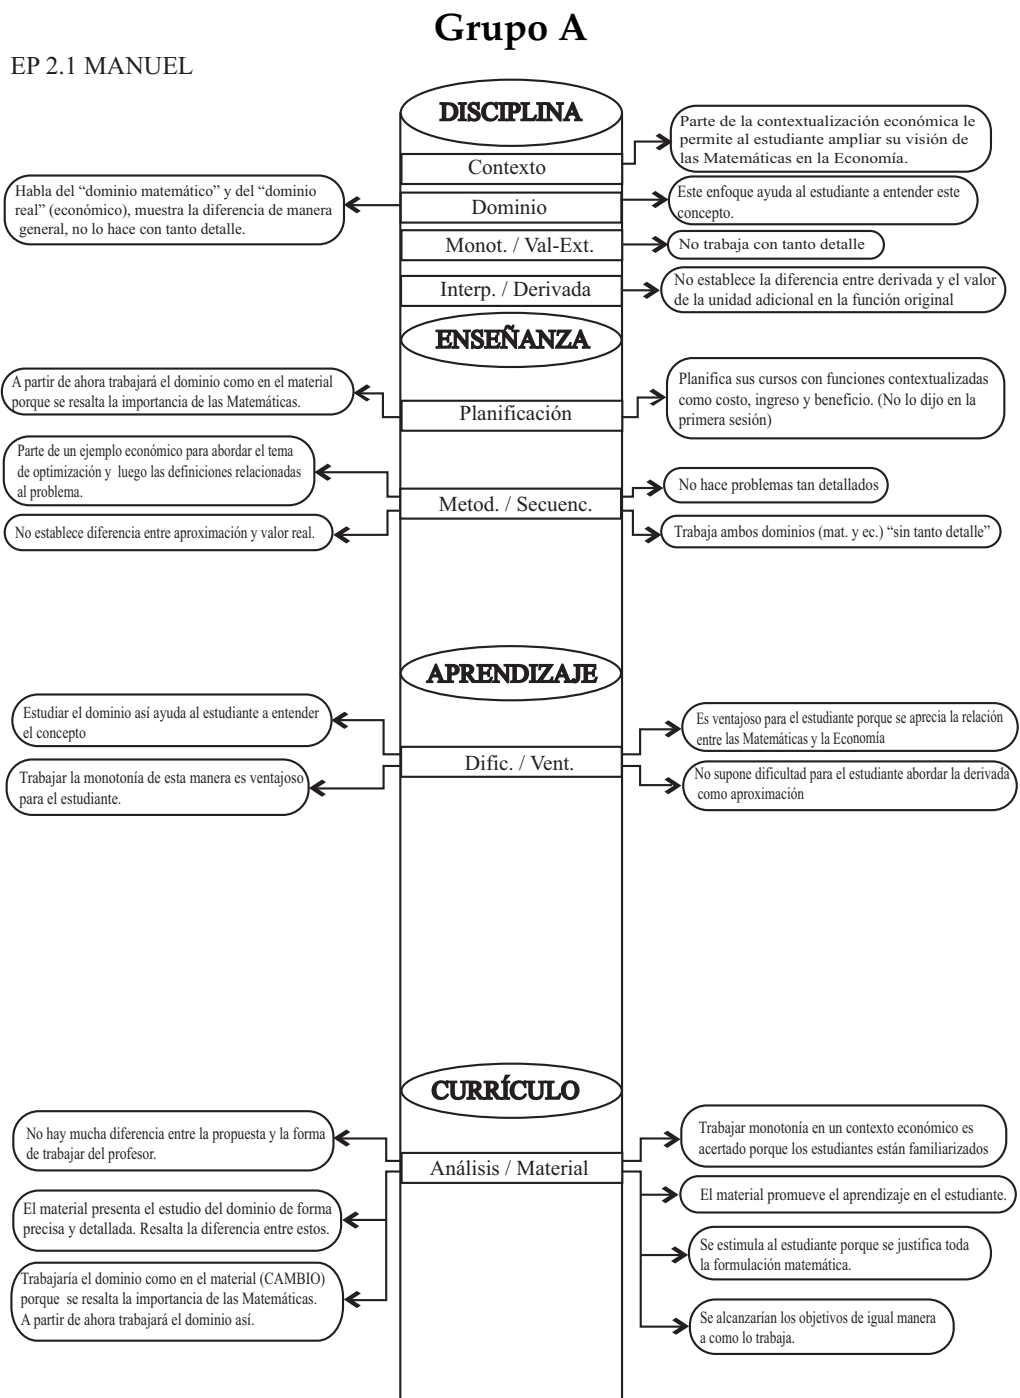 Grupo A
EP 2.1 MANUEL
DISCIPLINA
Contexto
Parte de la contextualización económica le
permite al estudiante ampliar su visión de
las Matemáticas en la Economía.
Habla del “dominio matemático” y del “dominio
real” (económico), muestra la diferencia de manera
general, no lo hace con tanto detalle.
Dominio
Este enfoque ayuda al estudiante a entender este
concepto.
Monot. / Val-Ext.
No trabaja con tanto detalle
Interp. / Derivada
No establece la diferencia entre derivada y el valor
de la unidad adicional en la función original
ENSEÑANZA
A partir de ahora trabajará el dominio como en el material
porque se resalta la importancia de las Matemáticas.
Planificación
Planifica sus cursos con funciones contextualizadas
como costo, ingreso y beneficio. (No lo dijo en la
primera sesión)
Parte de un ejemplo económico para abordar el tema
de optimización y luego las definiciones relacionadas
al problema.
No establece diferencia entre aproximación y valor real.
Metod. / Secuenc.
No hace problemas tan detallados
Trabaja ambos dominios (mat. y ec.) “sin tanto detalle”
APRENDIZAJE
Estudiar el dominio así ayuda al estudiante a entender
el concepto
Trabajar la monotonía de esta manera es ventajoso
para el estudiante.
Dific. / Vent.
Es ventajoso para el estudiante porque se aprecia la relación
entre las Matemáticas y la Economía
No supone dificultad para el estudiante abordar la derivada
como aproximación
CURRÍCULO
No hay mucha diferencia entre la propuesta y la forma
de trabajar del profesor.
El material presenta el estudio del dominio de forma
precisa y detallada. Resalta la diferencia entre estos.
Trabajaría el dominio como en el material (CAMBIO)
porque se resalta la importancia de las Matemáticas.
A partir de ahora trabajará el dominio así.
Análisis / Material
Trabajar monotonía en un contexto económico es
acertado porque los estudiantes están familiarizados
El material promueve el aprendizaje en el estudiante.
Se estimula al estudiante porque se justifica toda
la formulación matemática.
Se alcanzarían los objetivos de igual manera
a como lo trabaja.